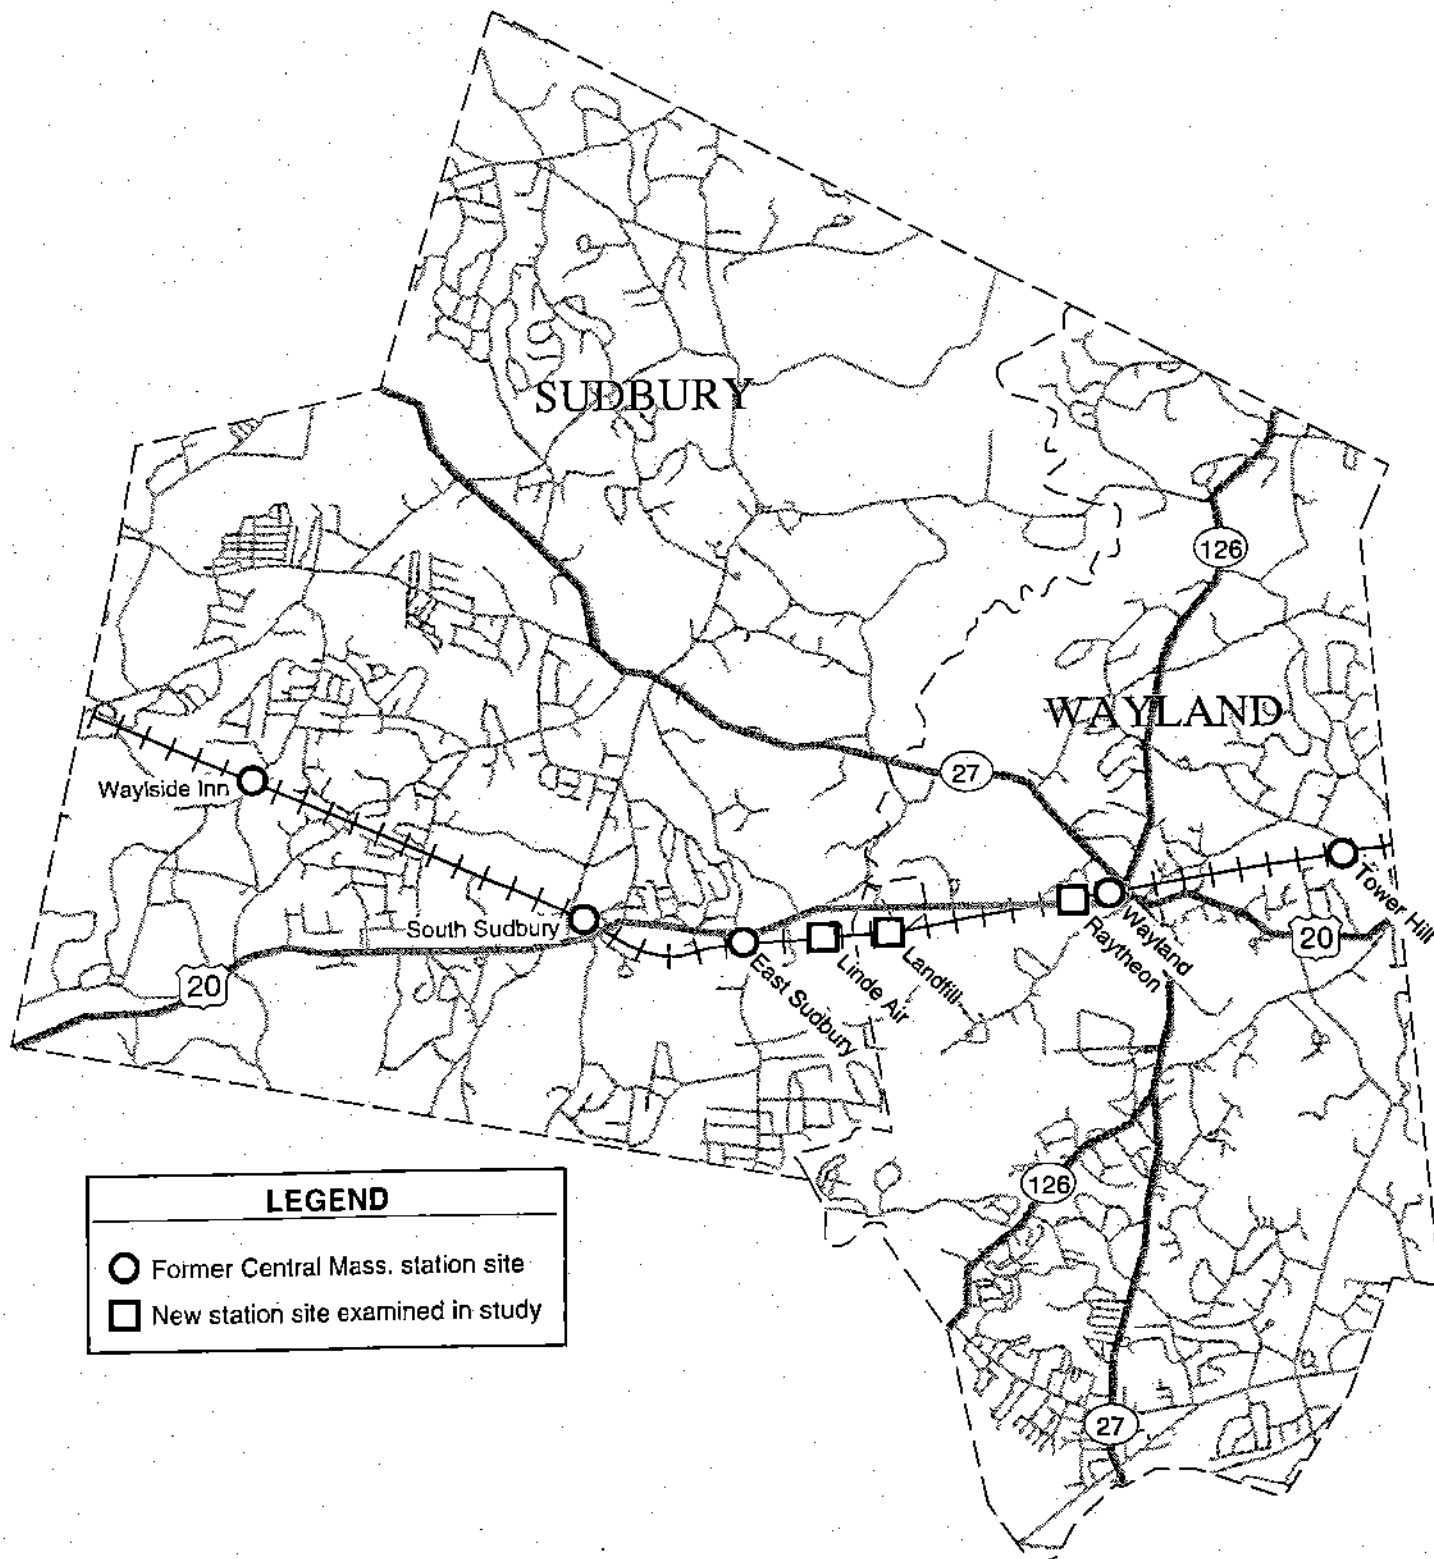 SUDBURY
126
WAYLAND
27
Waylside Inn
Tower Hill
South Sudbury
Wayland
20
Raytheon
East Sudbury
Linde Air
Landfill
20
126
LEGEND
Former Central Mass. station site
New station site examined in study
27